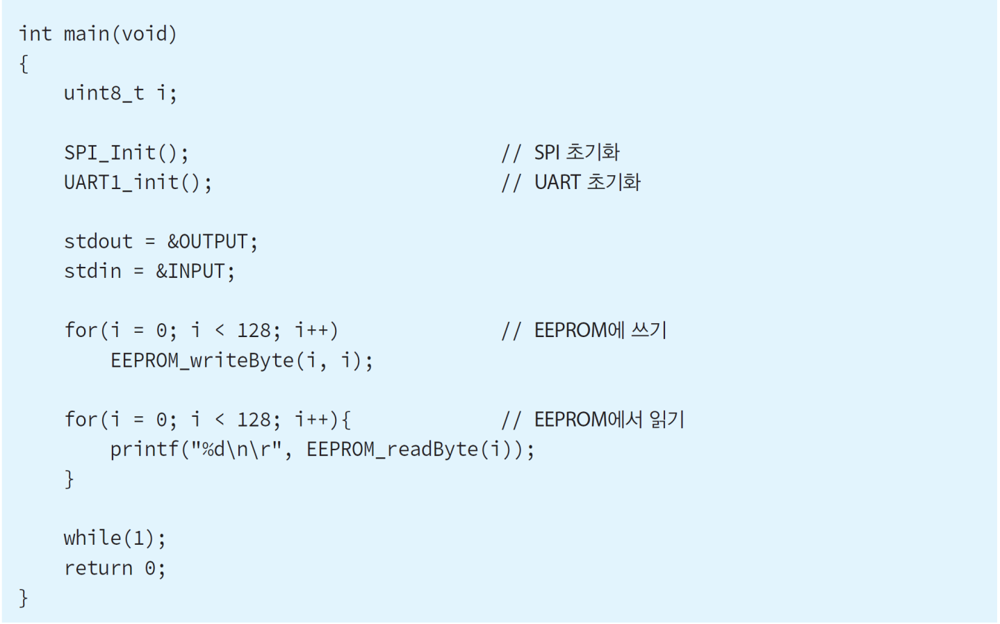 int main(void)
{
    uint8_t i;

    SPI_Init();                           // SPI 초기화
    UART1_init();                         // UART 초기화

    stdout = &OUTPUT;
    stdin = &INPUT;

    for(i = 0; i < 128; i++)              // EEPROM에 쓰기
        EEPROM_writeByte(i, i);

    for(i = 0; i < 128; i++){             // EEPROM에서 읽기
        printf("%d\n\r", EEPROM_readByte(i));
    }

    while(1);
    return 0;
}